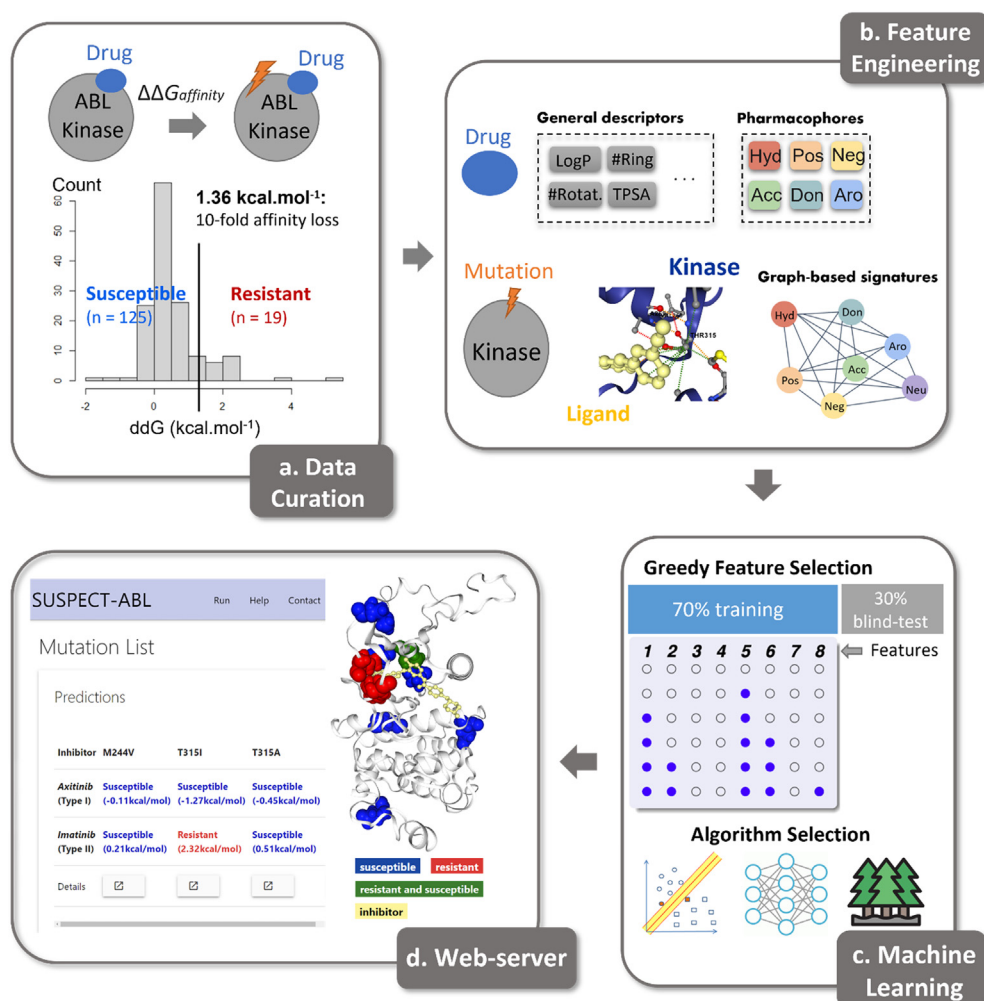 Drug
Drug
ABL
Kinase
ΔΔGaffinity
ABL
Kinase
Count
1.36 kcal.mol⁻¹:
10-fold affinity loss
Susceptible
(n = 125)
Resistant
(n = 19)
0 10 20 30 40 50 60
-2 0 2 4
ddG (kcal.mol⁻¹)
a. Data
Curation
b. Feature
Engineering
Drug
General descriptors
LogP #Ring
#Rotat. TPSA
. . .
Pharmacophores
Hyd Pos Neg
Acc Don Aro
Mutation
Kinase
Kinase
THR315
Ligand
Graph-based signatures
Hyd
Don
Aro
Acc
Pos
Neg
Neu
c. Machine
Learning
Greedy Feature Selection
70% training
30%
blind-test
1 2 3 4 5 6 7 8
Features
Algorithm Selection
d. Web-server
SUSPECT-ABL Run Help Contact
Mutation List
Predictions
Inhibitor M244V T315I T315A
Axitinib Susceptible Susceptible Susceptible
(Type I) (-0.11kcal/mol) (-1.27kcal/mol) (-0.45kcal/mol)
Imatinib Susceptible Resistant Susceptible
(Type II) (0.21kcal/mol) (2.32kcal/mol) (0.51kcal/mol)
Details
susceptible resistant
resistant and susceptible
inhibitor